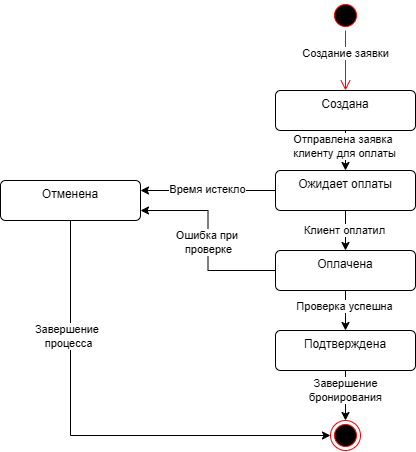 Создание заявки
Создана
Отправлена заявка
клиенту для оплаты
Ожидает оплаты
Время истекло
Отменена
Клиент оплатил
Ошибка при
проверке
Оплачена
Проверка успешна
Завершение
процесса
Подтверждена
Завершение
бронирования